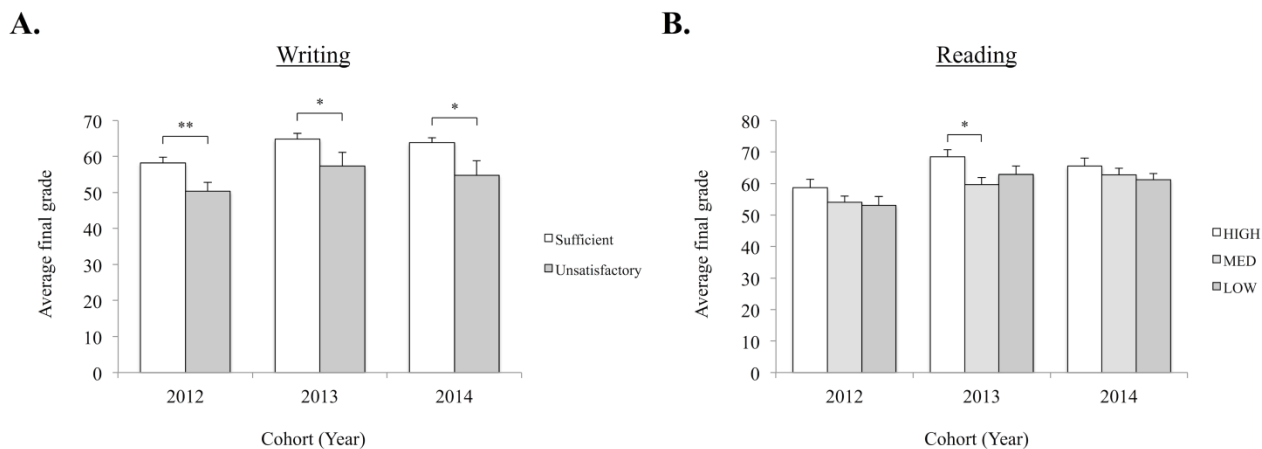 A.
Writing
**
*
*
70
60
50
40
30
20
10
0
Average final grade
2012
2013
2014
Cohort (Year)
Sufficient
Unsatisfactory
B.
Reading
*
80
70
60
50
40
30
20
10
0
Average final grade
2012
2013
2014
Cohort (Year)
HIGH
MED
LOW